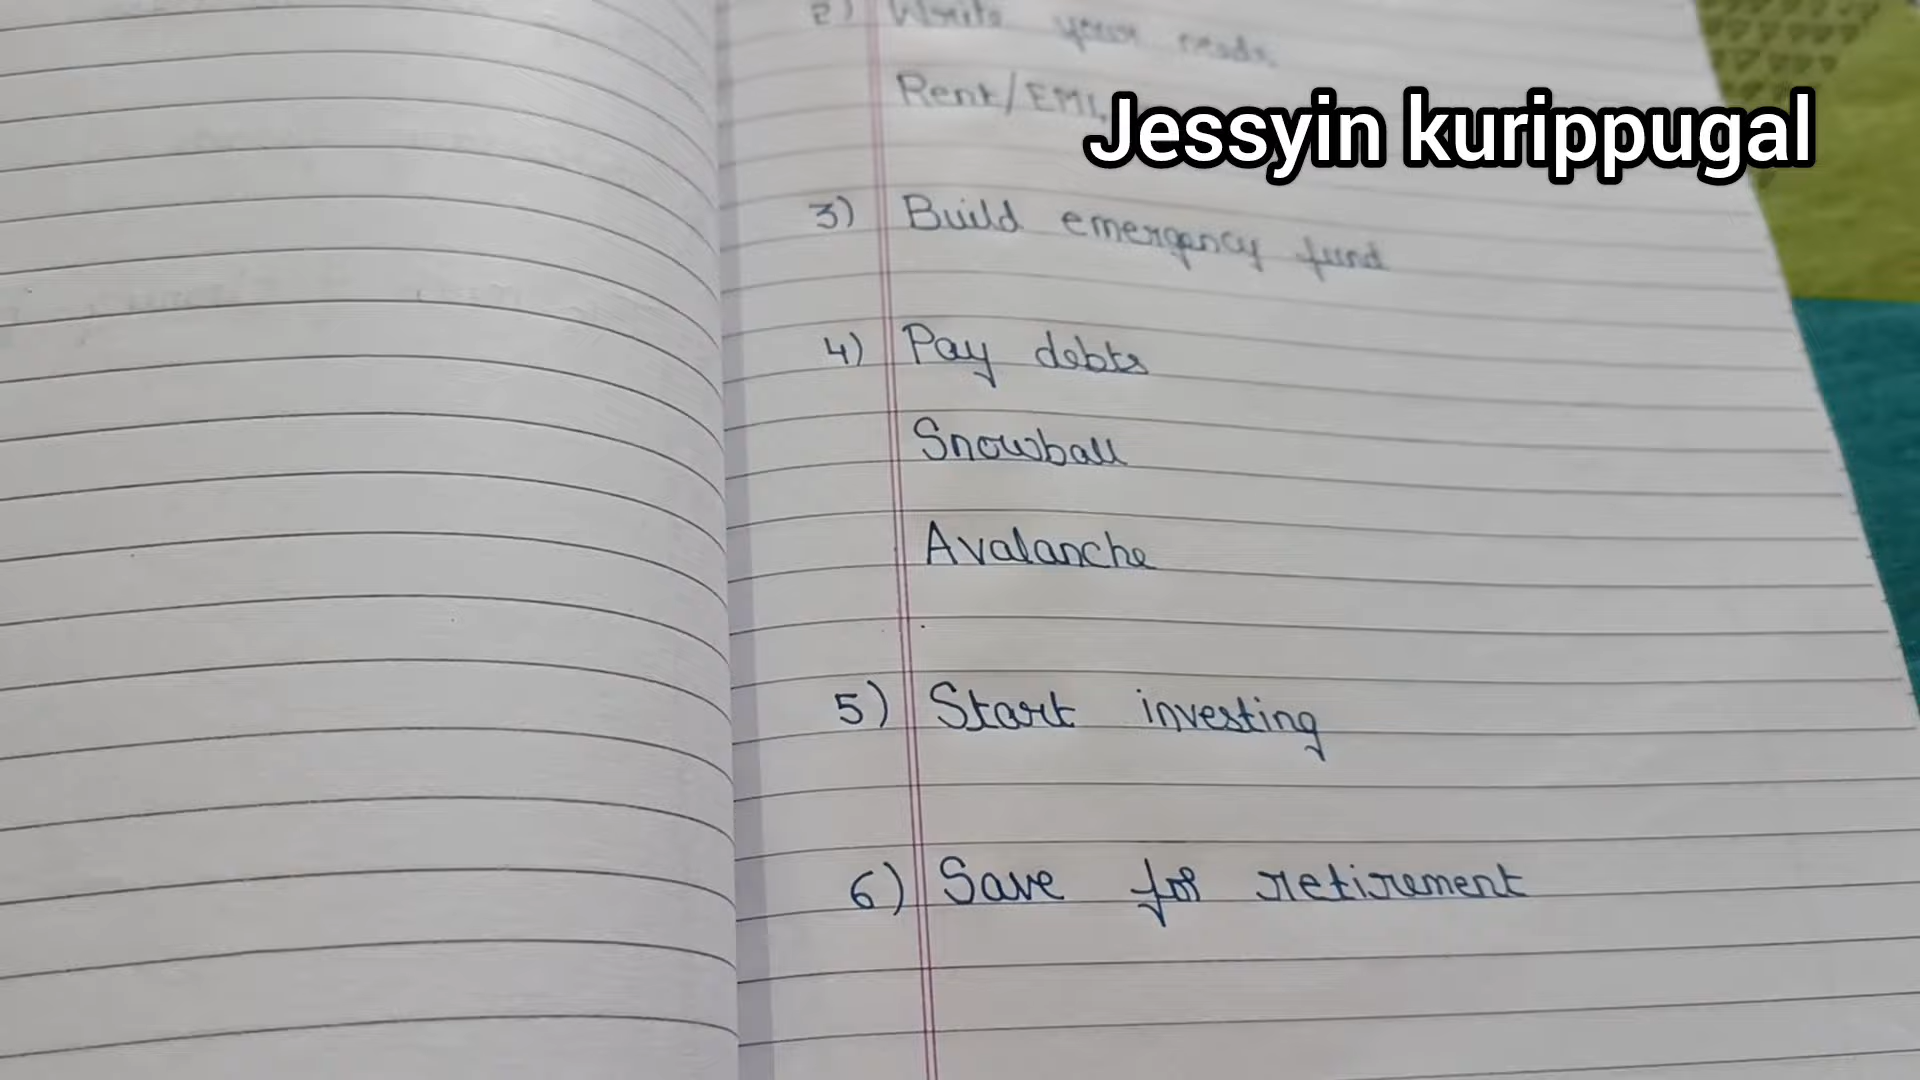 2) Write your needs.
Rent/EMI,
Jessyin kurippugal
3) Build emergency fund
4) Pay debts
Snowball
Avalanche
5) Start investing
6) Save for retirement